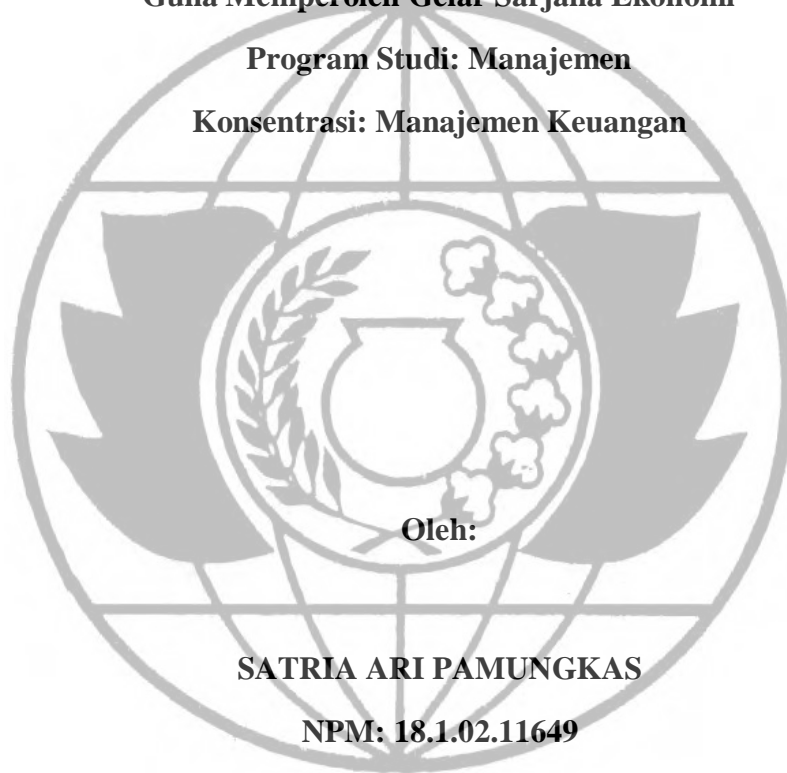 Guna Memperoleh Gelar Sarjana Ekonomi
Program Studi: Manajemen
Konsentrasi: Manajemen Keuangan
Oleh:
SATRIA ARI PAMUNGKAS
NPM: 18.1.02.11649